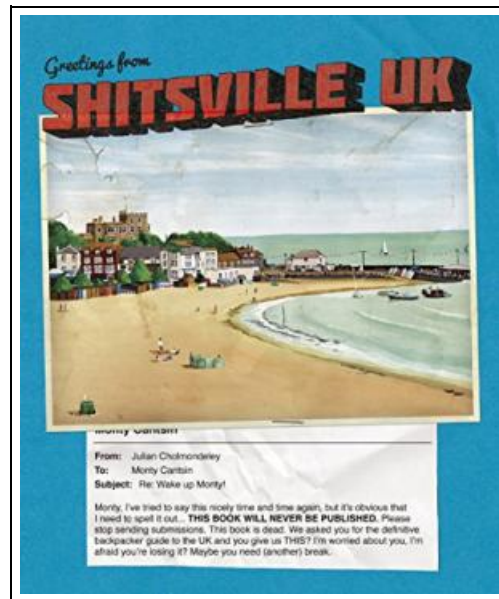 Greetings from
SHITSVILLE UK
Monty Cantsin
From: Julian Cholmondeley
To: Monty Cantsin
Subject: Re: Wake up Monty!
Monty, I've tried to say this nicely time and time again, but it's obvious that
I need to spell it out... THIS BOOK WILL NEVER BE PUBLISHED. Please
stop sending submissions. This book is dead. We asked you for the definitive
backpacker guide to the UK and you give us THIS? I'm worried about you, I'm
afraid you're losing it? Maybe you need (another) break.